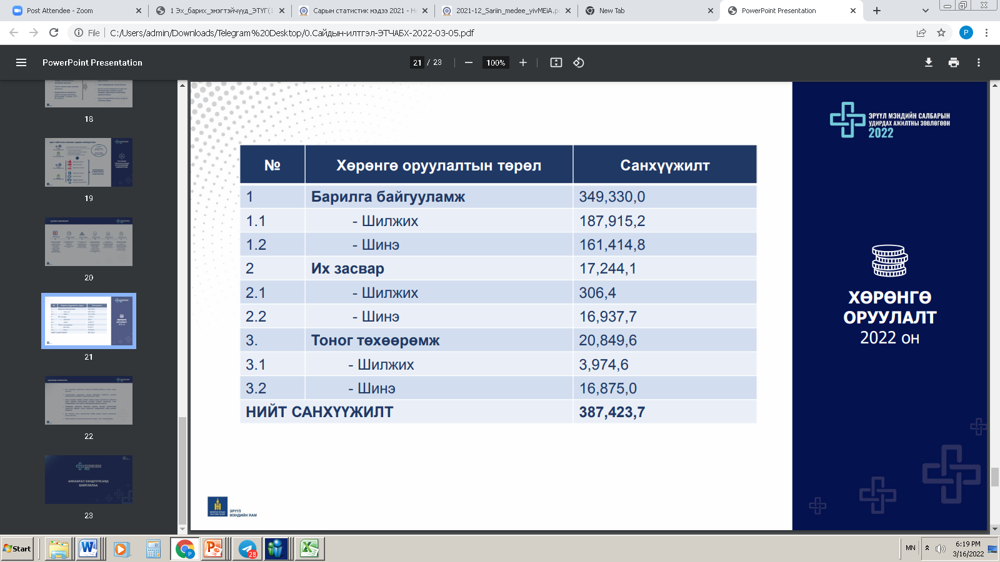 Post Attendee - Zoom
1 Эх_барих_эмэгтэйчүүд_ЭТҮГ(1
Сарын статистик мэдээ 2021 - Н
2021-12_Sariin_medee_yivMEiA.p
New Tab
PowerPoint Presentation
File
C:/Users/admin/Downloads/Telegram%20Desktop/0.Сайдын-илтгэл-ЭТЧАБХ-2022-03-05.pdf
P
PowerPoint Presentation
21 / 23
100%
18
19
20
21
22
АНХААРАЛ ХАНДУУЛСАНД
БАЯРЛАЛАА
23
№ Хөрөнгө оруулалтын төрөл Санхүүжилт
1 Барилга байгууламж 349,330,0
1.1 - Шилжих 187,915,2
1.2 - Шинэ 161,414,8
2 Их засвар 17,244,1
2.1 - Шилжих 306,4
2.2 - Шинэ 16,937,7
3. Тоног төхөөрөмж 20,849,6
3.1 - Шилжих 3,974,6
3.2 - Шинэ 16,875,0
НИЙТ САНХҮҮЖИЛТ 387,423,7
ЭРҮҮЛ
МЭНДИЙН ЯАМ
ЭРҮҮЛ МЭНДИЙН САЛБАРЫН
УДИРДАХ АЖИЛТНЫ ЗӨВЛӨГӨӨН
2022
ХӨРӨНГӨ
ОРУУЛАЛТ
2022 он
Start
28
MN
6:19 PM
3/16/2022